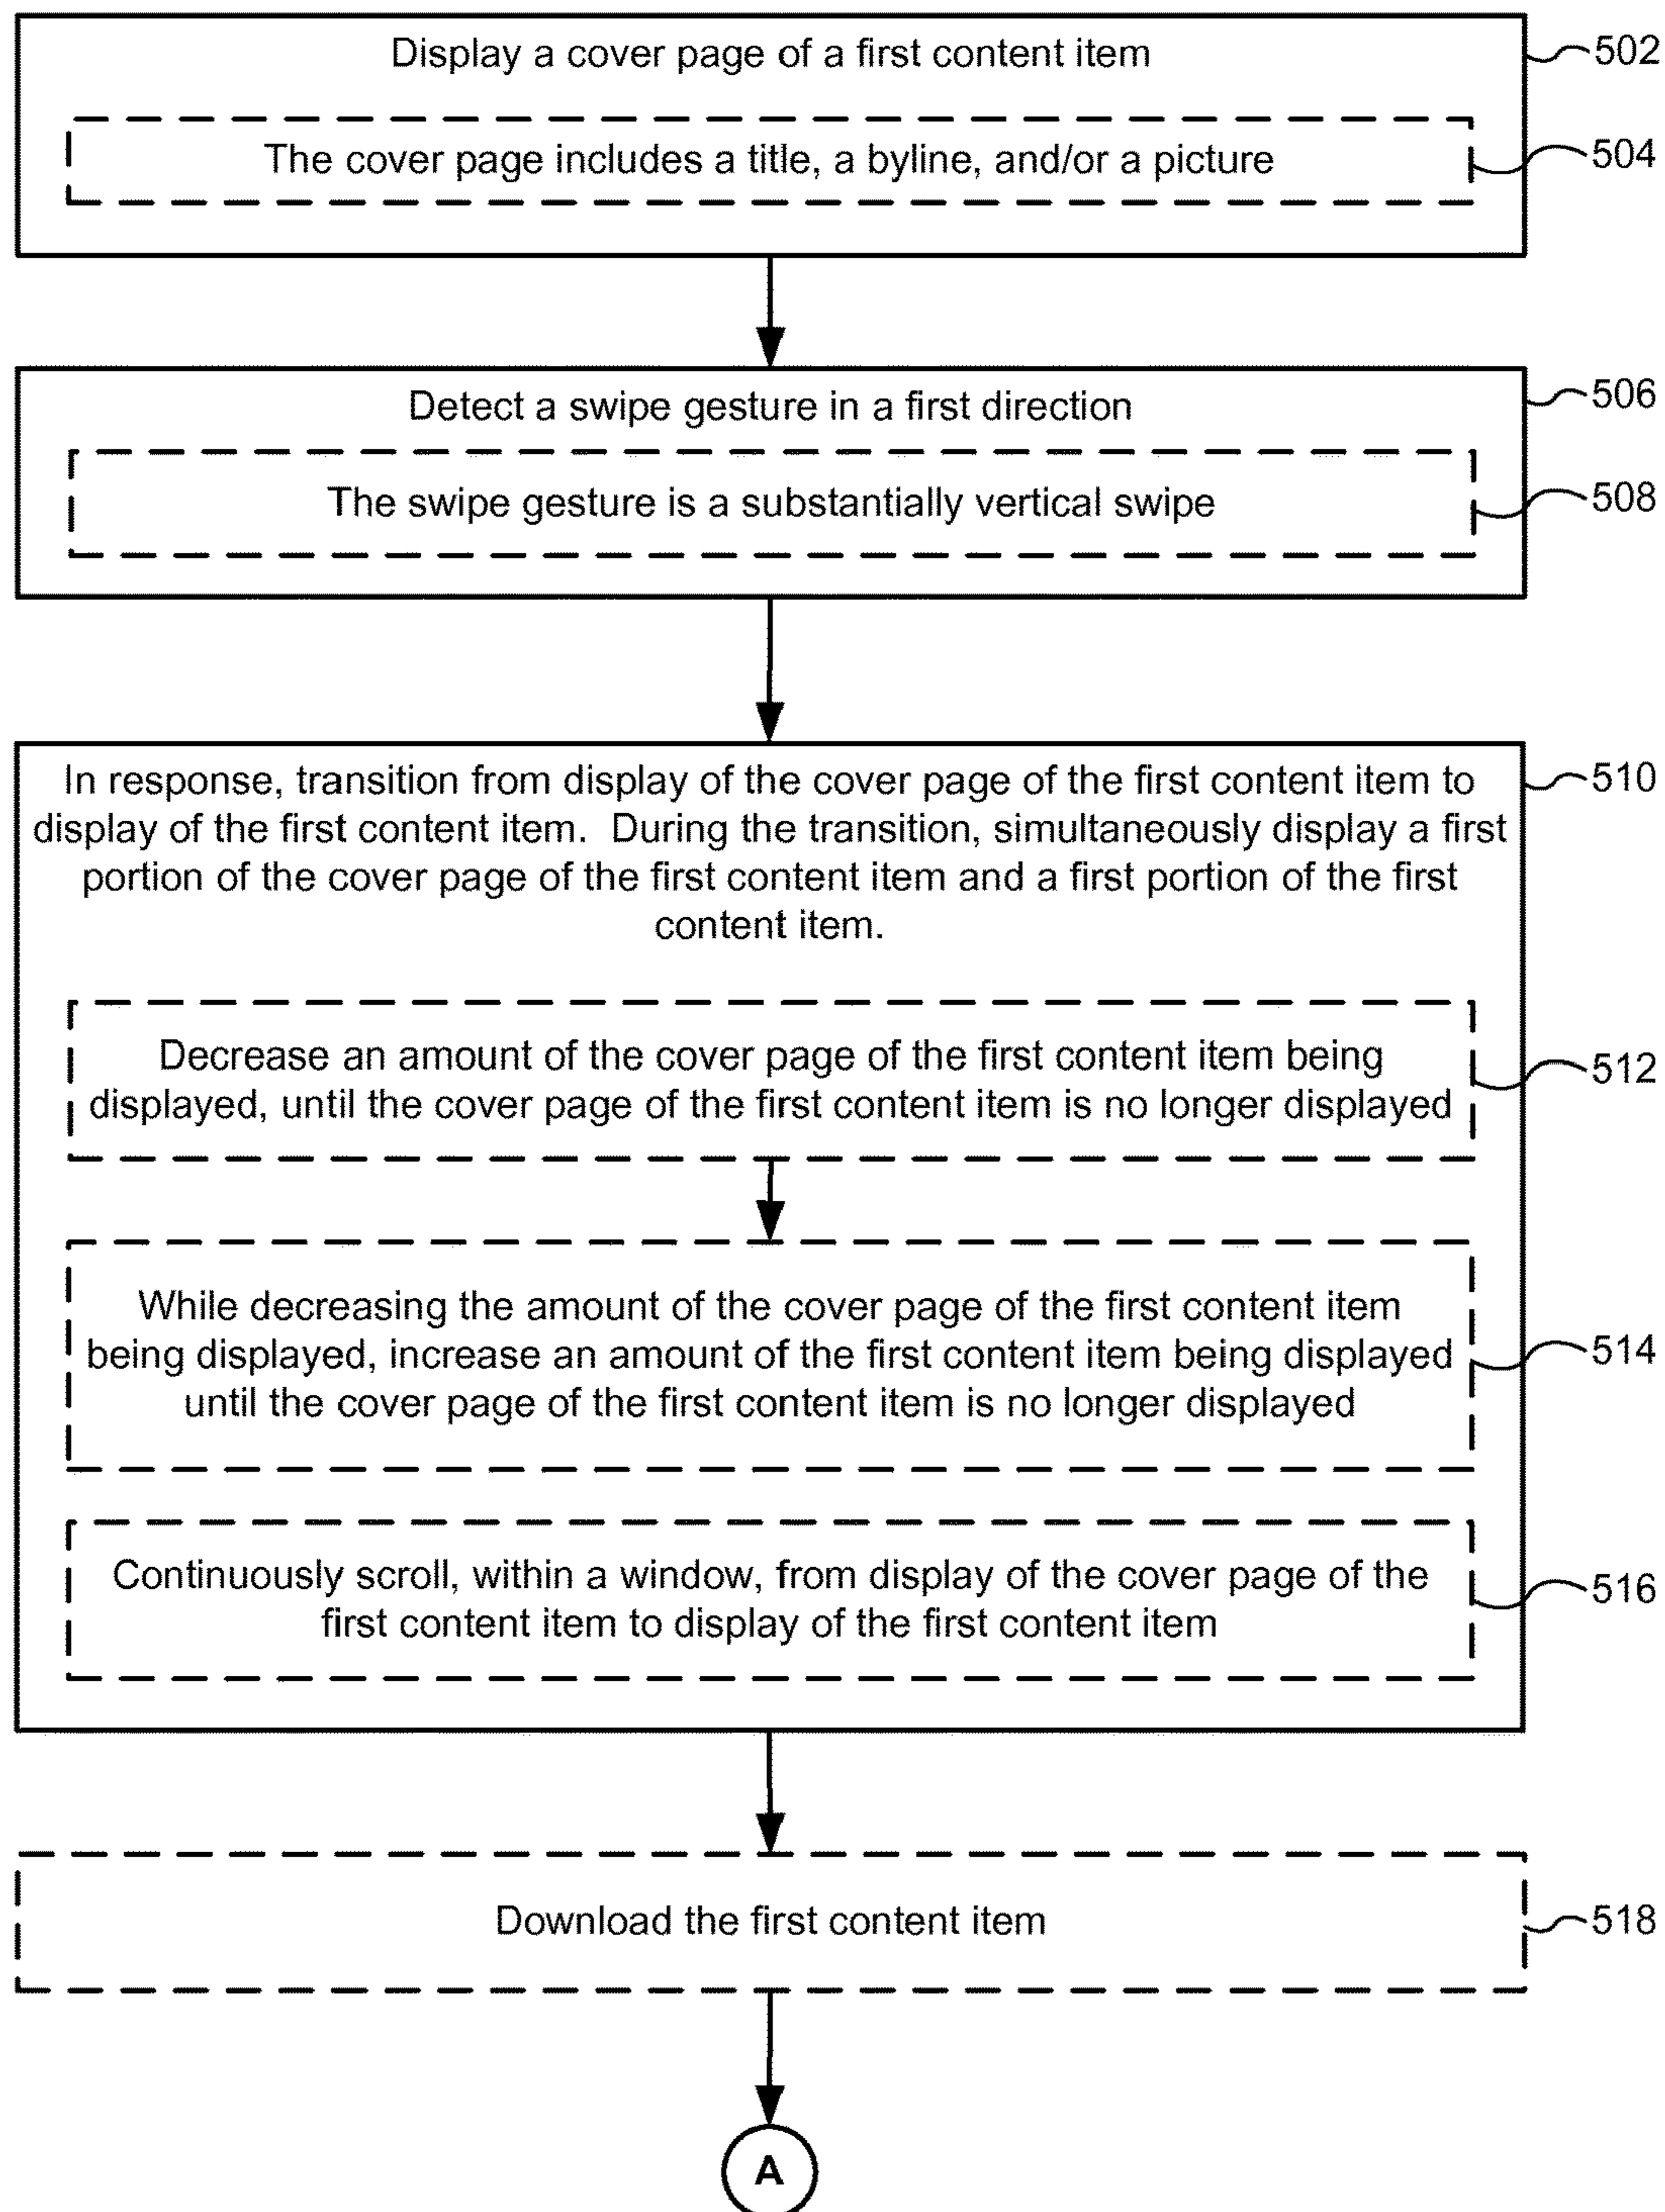 Display a cover page of a first content item
502
The cover page includes a title, a byline, and/or a picture
504
Detect a swipe gesture in a first direction
506
The swipe gesture is a substantially vertical swipe
508
In response, transition from display of the cover page of the first content item to
display of the first content item.  During the transition, simultaneously display a first
portion of the cover page of the first content item and a first portion of the first
content item.
510
Decrease an amount of the cover page of the first content item being
displayed, until the cover page of the first content item is no longer displayed
512
While decreasing the amount of the cover page of the first content item
being displayed, increase an amount of the first content item being displayed
until the cover page of the first content item is no longer displayed
514
Continuously scroll, within a window, from display of the cover page of the
first content item to display of the first content item
516
Download the first content item
518
A